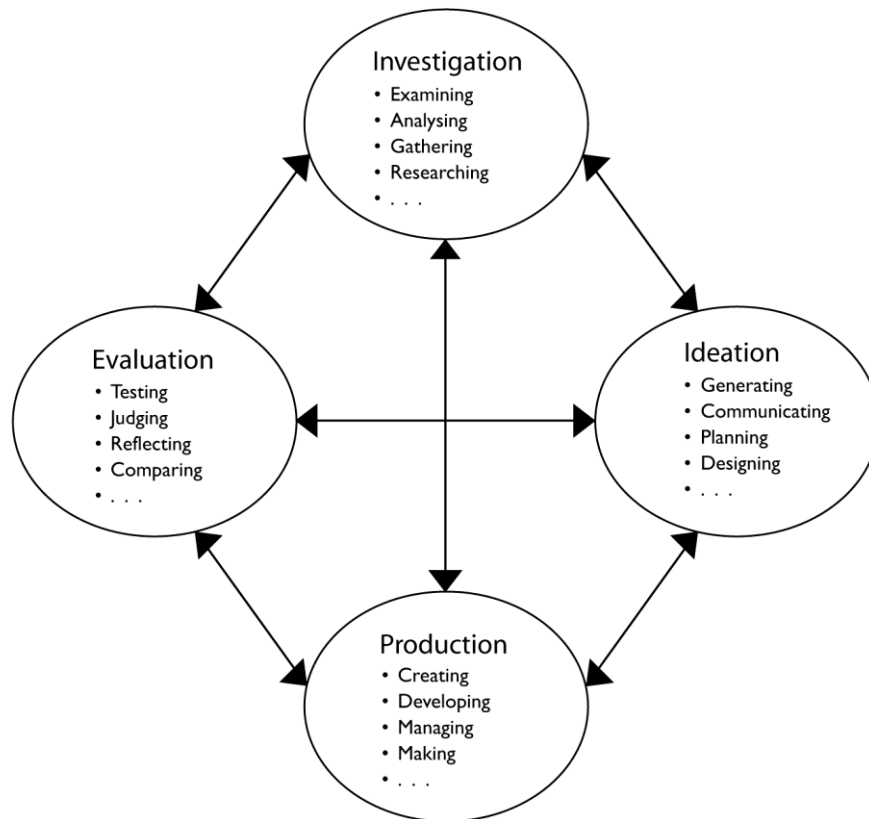 Investigation
• Examining
• Analysing
• Gathering
• Researching
• . . .
Evaluation
• Testing
• Judging
• Reflecting
• Comparing
• . . .
Ideation
• Generating
• Communicating
• Planning
• Designing
• . . .
Production
• Creating
• Developing
• Managing
• Making
• . . .